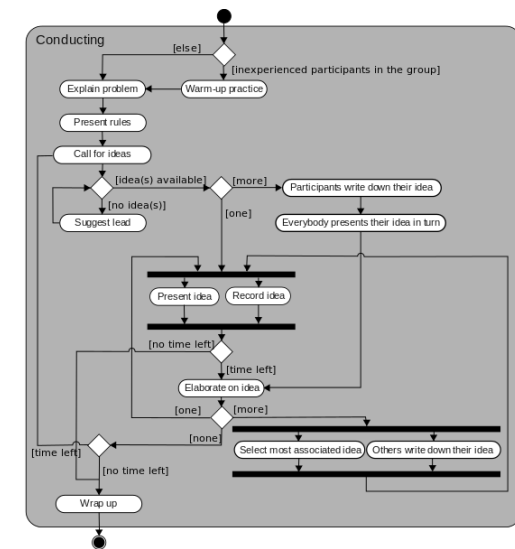 Conducting
[else]
[inexperienced participants in the group]
Explain problem
Warm-up practice
Present rules
Call for ideas
[idea(s) available]
[more]
Participants write down their idea
[no idea(s)]
[one]
Suggest lead
Everybody presents their idea in turn
Present idea
Record idea
[no time left]
[time left]
Elaborate on idea
[one]
[more]
[none]
[time left]
Select most associated idea
Others write down their idea
[no time left]
Wrap up